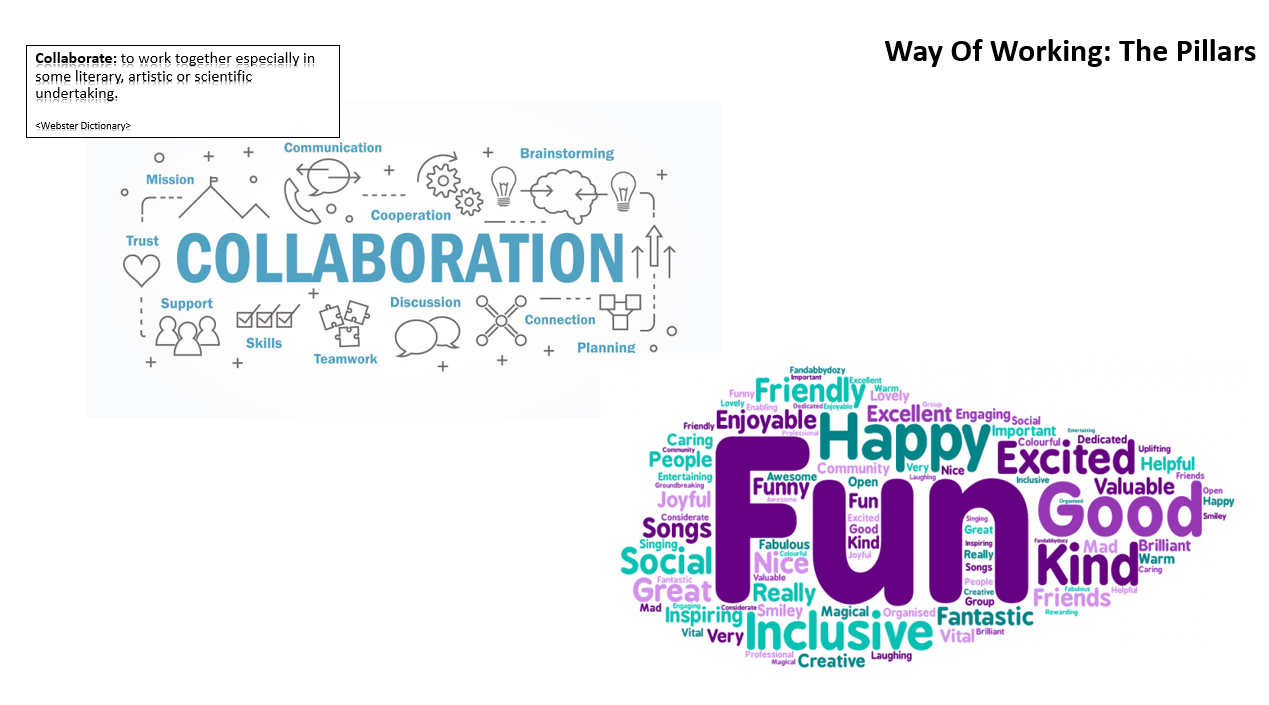 Way Of Working: The Pillars
Collaborate: to work together especially in
some literary, artistic or scientific
undertaking.
<Webster Dictionary>
Communication
Brainstorming
Mission
Cooperation
Trust
COLLABORATION
Support
Discussion
Skills
Connection
Teamwork
Planning
Fandabbydozy
Important
Friendly
Excellent
Warm
Funny
Lovely
Lovely
Enabling
Dedicated
Enjoyable
Group
Friendly
Enjoyable
Professional
Happy
Excellent
Engaging
Social
Important
Entertaining
Caring
Community
People
Colourful
Dedicated
Excited
Uplifting
Helpful
Community
Very
Nice
Laughing
Inclusive
Friends
Entertaining
Groundbreaking
Awesome
Funny
Awesome
Open
Valuable
Joyful
Fun
Fun
Organised
Good
Open
Happy
Smiley
Considerate
Songs
Excited
Good
Kind
Joyful
Singing
Great
Singing
Social
Fabulous
Colourful
Nice
Valuable
Inspiring
Really
Songs
Fandabbydozy
Mad
Brilliant
Kind
Warm
Caring
Fantastic
Great
Really
People
Creative
Group
Fabulous
Friends
Helpful
Mad
Engaging
Inspiring
Considerate
Smiley
Magical
Organised
Fantastic
Rewarding
Vital
Very
Inclusive
Vital
Brilliant
Professional
Magical
Creative
Laughing